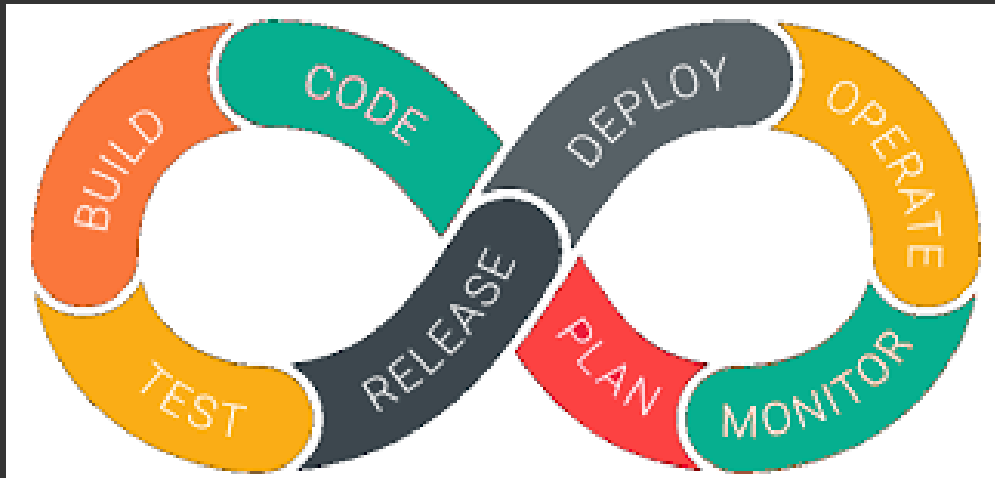 CODE
DEPLOY
BUILD
OPERATE
RELEASE
PLAN
TEST
MONITOR